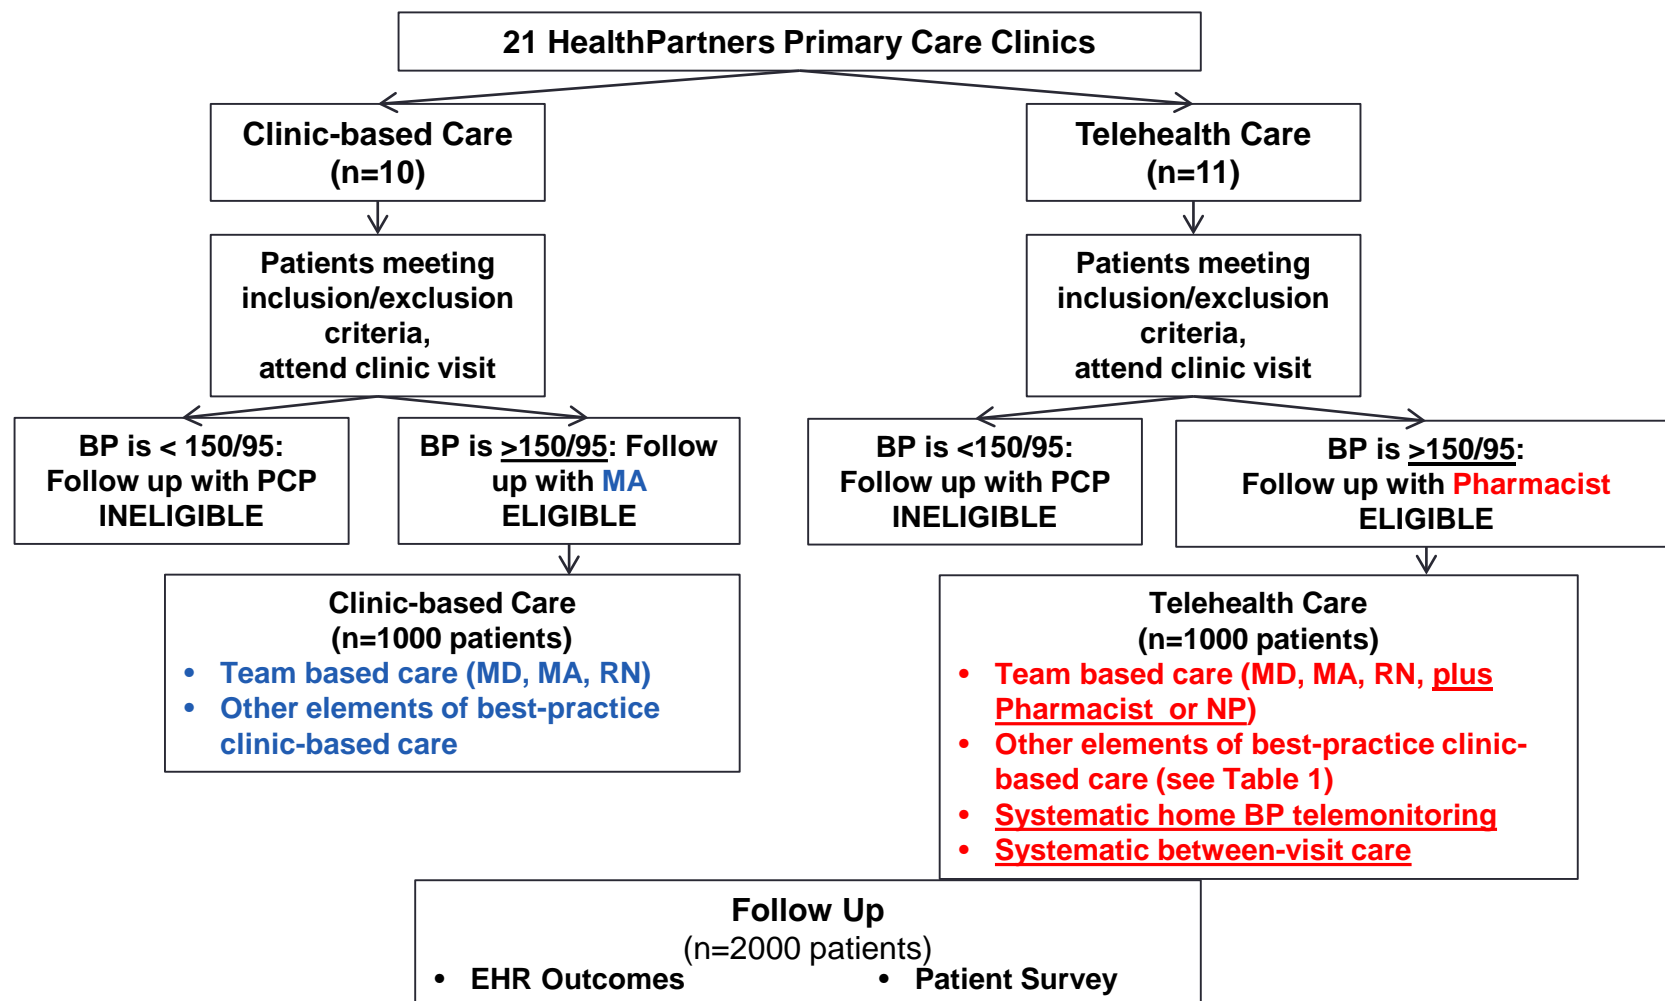 21 HealthPartners Primary Care Clinics
Clinic-based Care
(n=10)
Telehealth Care
(n=11)
Patients meeting
inclusion/exclusion
criteria,
attend clinic visit
Patients meeting
inclusion/exclusion
criteria,
attend clinic visit
BP is < 150/95:
Follow up with PCP
INELIGIBLE
BP is >150/95: Follow
up with MA
ELIGIBLE
BP is <150/95:
Follow up with PCP
INELIGIBLE
BP is >150/95:
Follow up with Pharmacist
ELIGIBLE
Clinic-based Care
(n=1000 patients)
• Team based care (MD, MA, RN)
• Other elements of best-practice
clinic-based care
Telehealth Care
(n=1000 patients)
• Team based care (MD, MA, RN, plus
Pharmacist or NP)
• Other elements of best-practice clinic-
based care (see Table 1)
• Systematic home BP telemonitoring
• Systematic between-visit care
Follow Up
(n=2000 patients)
• EHR Outcomes
• Patient Survey